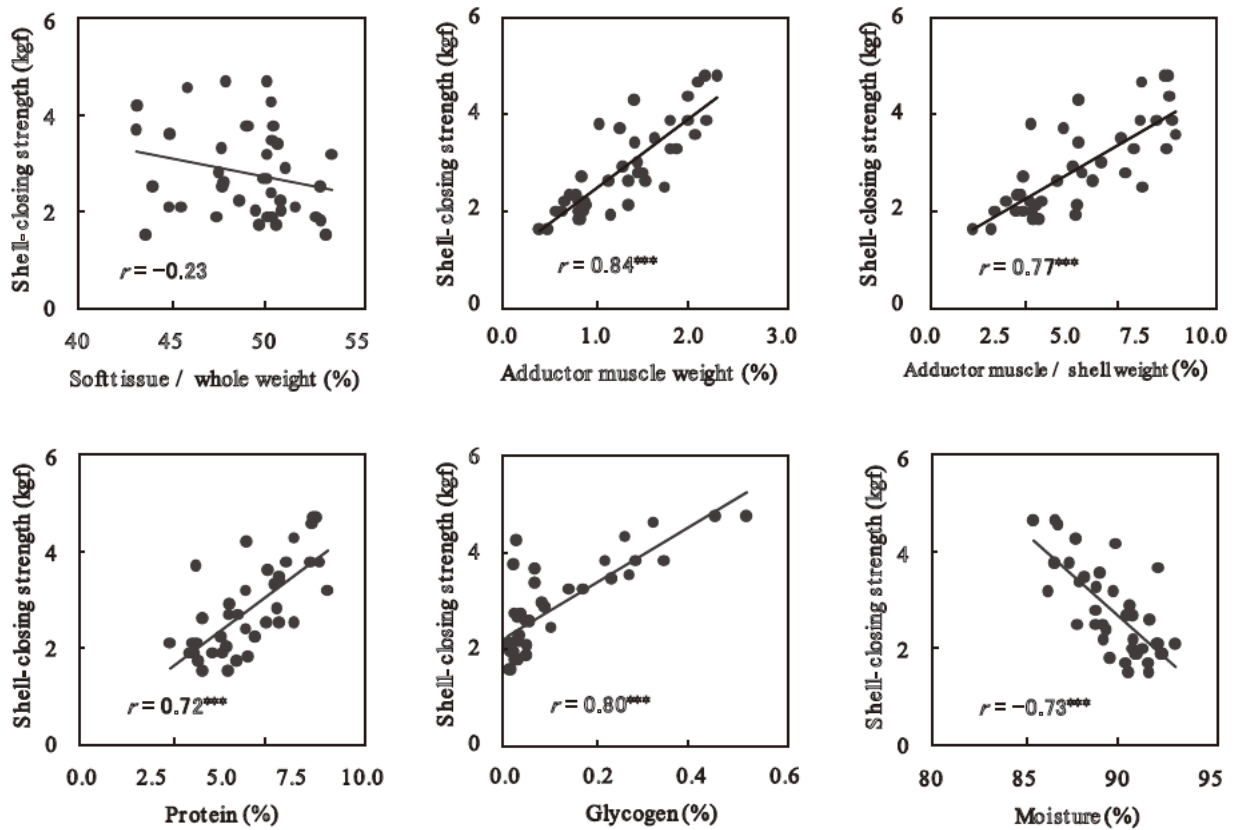 Shell-closing strength (kgf)
6
4
2
0
r = −0.23
40 45 50 55
Soft tissue / whole weight (%)
Shell-closing strength (kgf)
6
4
2
0
r = 0.84***
0.0 1.0 2.0 3.0
Adductor muscle weight (%)
Shell-closing strength (kgf)
6
4
2
0
r = 0.77***
0.0 2.5 5.0 7.5 10.0
Adductor muscle / shell weight (%)
Shell-closing strength (kgf)
6
4
2
0
r = 0.72***
0.0 2.5 5.0 7.5 10.0
Protein (%)
Shell-closing strength (kgf)
6
4
2
0
r = 0.80***
0.0 0.2 0.4 0.6
Glycogen (%)
Shell-closing strength (kgf)
6
4
2
0
r = −0.73***
80 85 90 95
Moisture (%)